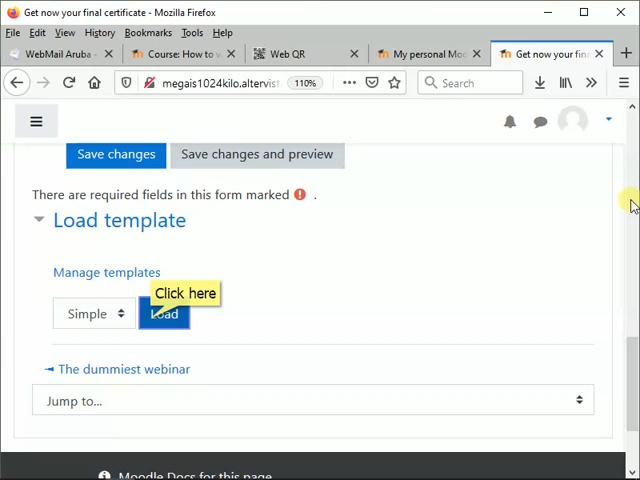 Get now your final certificate - Mozilla Firefox
File Edit View History Bookmarks Tools Help
WebMail Aruba - Course: How to v Web QR My personal Moo Get now your fina
megais1024kilo.altervist. 110% Search
Save changes Save changes and preview
There are required fields in this form marked .
Load template
Manage templates
Click here
Simple Load
The dummiest webinar
Jump to...
Moodle Docs for this page